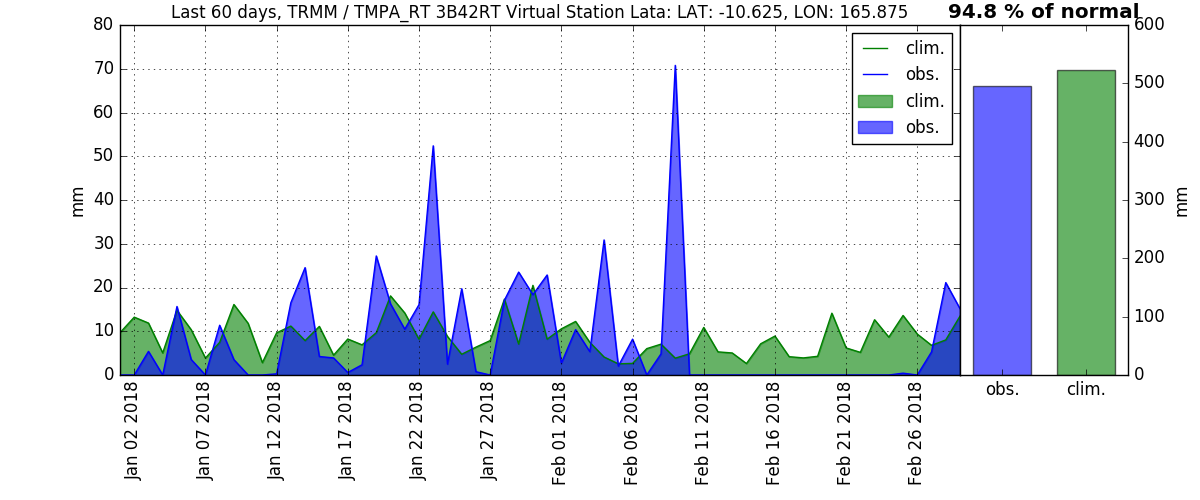 Last 60 days, TRMM / TMPA_RT 3B42RT Virtual Station Lata: LAT: -10.625, LON: 165.875
94.8 % of normal
80
70
60
50
40
30
20
10
0
mm
clim.
obs.
clim.
obs.
Jan 02 2018
Jan 07 2018
Jan 12 2018
Jan 17 2018
Jan 22 2018
Jan 27 2018
Feb 01 2018
Feb 06 2018
Feb 11 2018
Feb 16 2018
Feb 21 2018
Feb 26 2018
600
500
400
300
200
100
0
mm
obs.
clim.